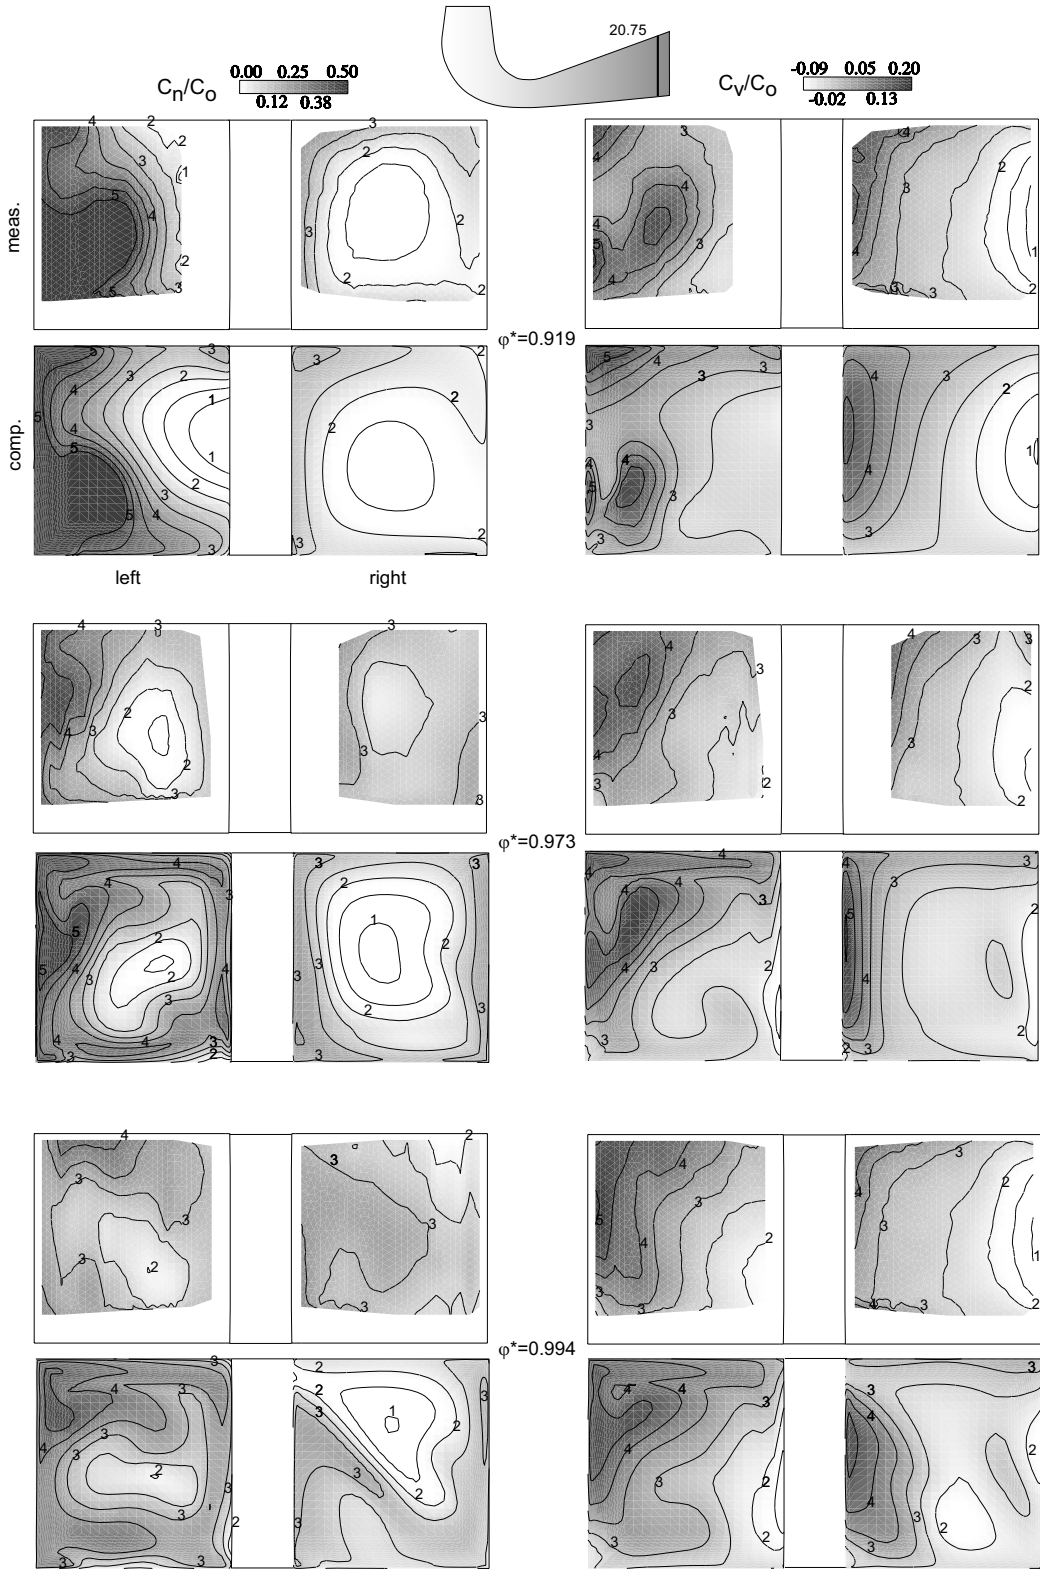 20.75
Cn/Co
0.00 0.25 0.50
0.12 0.38
Cv/Co
-0.09 0.05 0.20
-0.02 0.13
meas.
φ*=0.919
comp.
left right
φ*=0.973
φ*=0.994